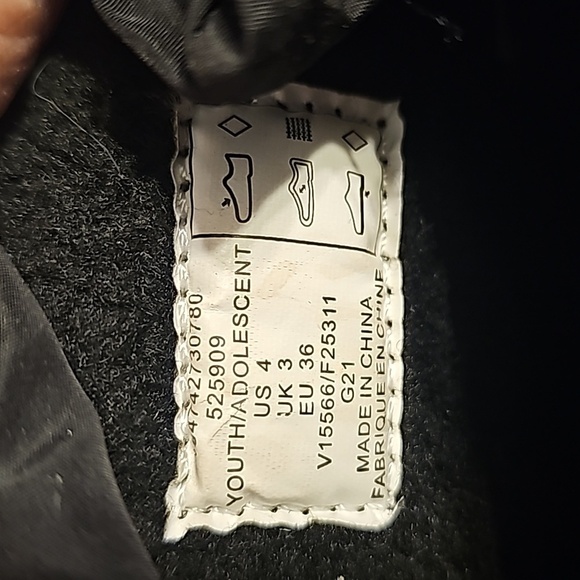 4742730780
525909
YOUTH/ADOLESCENT
US 4
UK 3
EU 36
V15566/F25311
G21
MADE IN CHINA
FABRIQUE EN CHINE